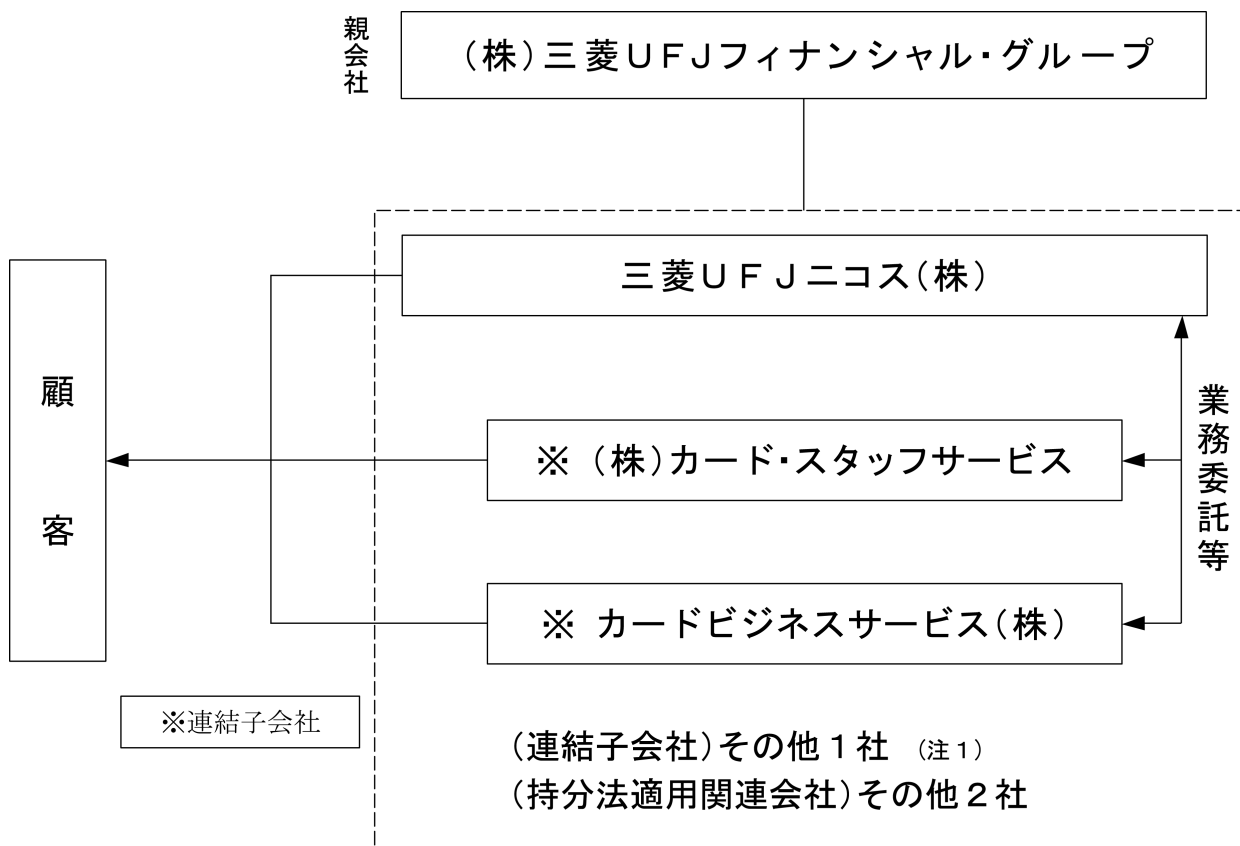 親会社
(株)三菱UFJフィナンシャル・グループ
三菱UFJニコス(株)
顧客
※(株)カード・スタッフサービス
業務委託等
※ カードビジネスサービス(株)
※連結子会社
(連結子会社)その他1社 (注1)
(持分法適用関連会社)その他2社